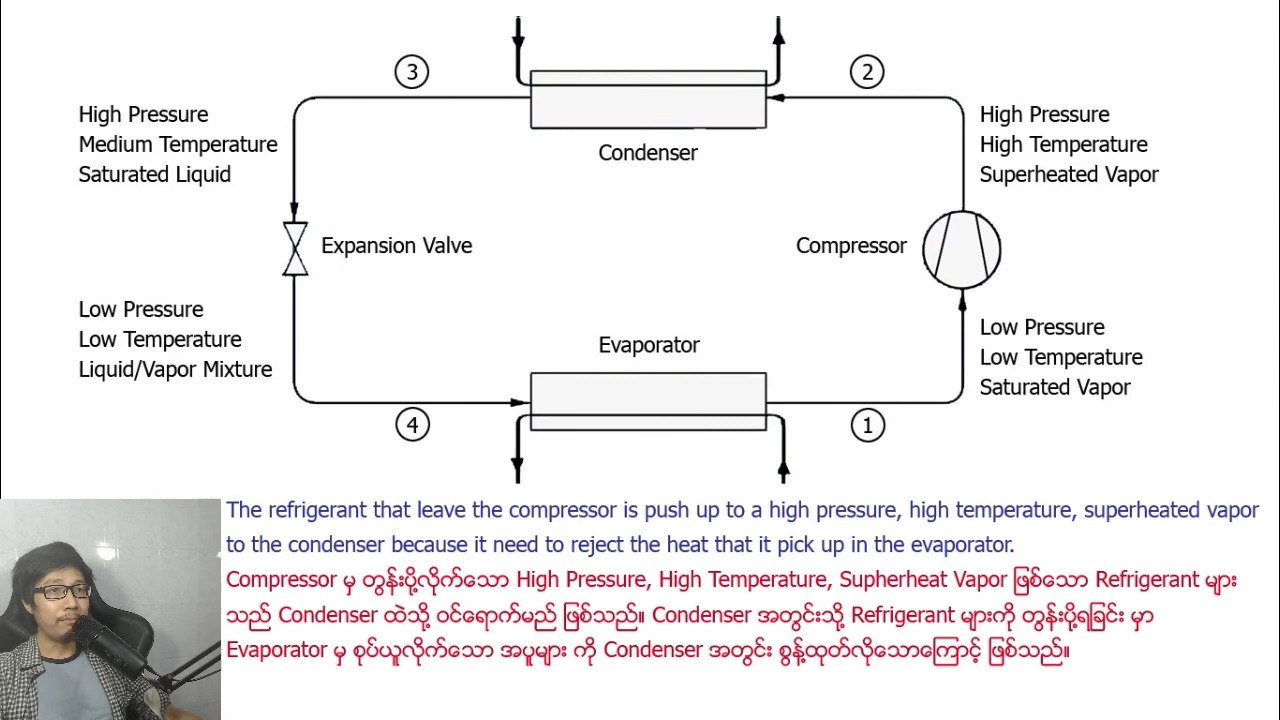 3
2
High Pressure
Medium Temperature
Saturated Liquid
High Pressure
High Temperature
Superheated Vapor
Condenser
Expansion Valve
Compressor
Low Pressure
Low Temperature
Liquid/Vapor Mixture
Evaporator
Low Pressure
Low Temperature
Saturated Vapor
4
1
The refrigerant that leave the compressor is push up to a high pressure, high temperature, superheated vapor
to the condenser because it need to reject the heat that it pick up in the evaporator.
Compressor မှ တွန်းပို့လိုက်သော High Pressure, High Temperature, Supherheat Vapor ဖြစ်သော Refrigerant များ
သည် Condenser ထဲသို့ ဝင်ရောက်မည် ဖြစ်သည်။ Condenser အတွင်းသို့ Refrigerant များကို တွန်းပို့ရခြင်း မှာ
Evaporator မှ စုပ်ယူလိုက်သော အပူများ ကို Condenser အတွင်း စွန့်ထုတ်လိုသောကြောင့် ဖြစ်သည်။